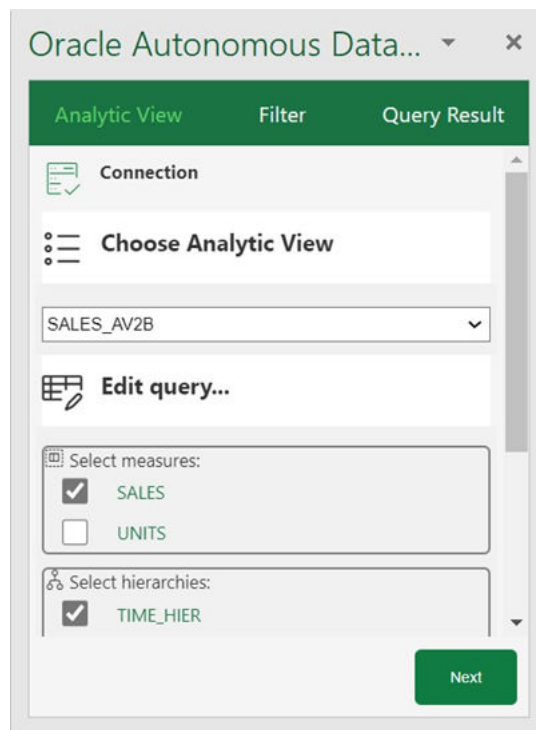 Oracle Autonomous Data...
Analytic View Filter Query Result
Connection
Choose Analytic View
SALES_AV2B
Edit query...
Select measures:
SALES
UNITS
Select hierarchies:
TIME_HIER
Next